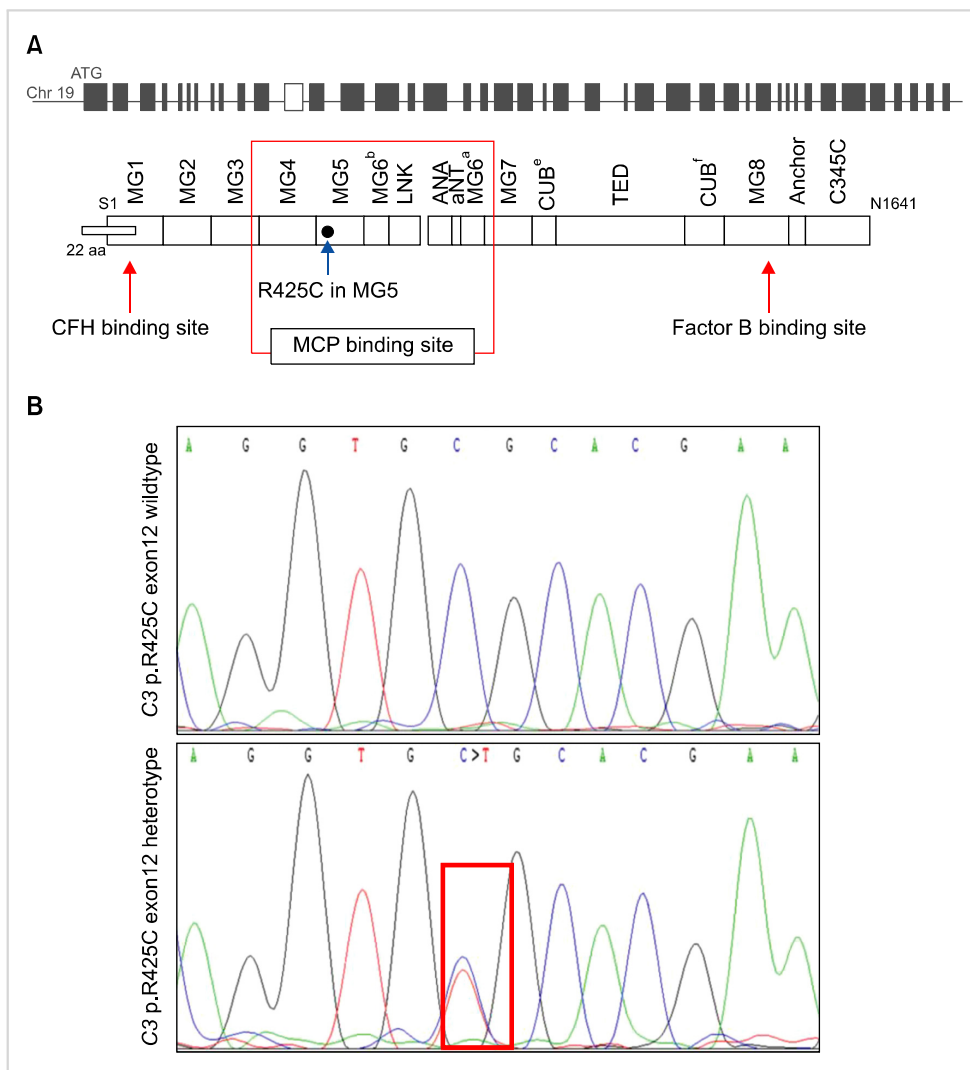 A
ATG
Chr 19
MG1 MG2 MG3 MG4 MG5 MG6b LNK ANA aNT MG6a MG7 CUBe TED CUBf MG8 Anchor C345C
S1
N1641
22 aa
R425C in MG5
CFH binding site
Factor B binding site
MCP binding site
B
C3 p.R425C exon12 wildtype
A G G T G C G C A C G A A
C3 p.R425C exon12 heterotype
A G G T G C>T G C A C G A A